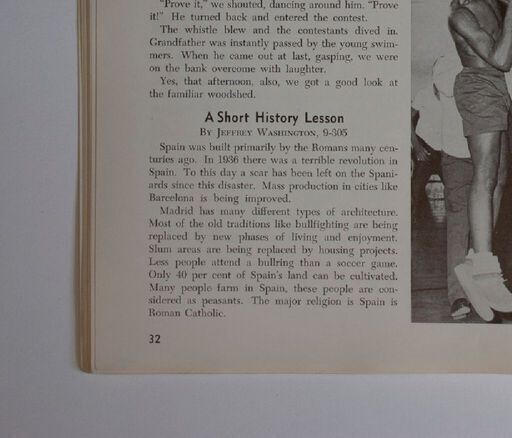 "Prove it," we shouted, dancing around him. "Prove
it!" He turned back and entered the contest.
The whistle blew and the contestants dived in.
Grandfather was instantly passed by the young swim-
mers. When he came out at last, gasping, we were
on the bank overcome with laughter.
Yes, that afternoon, also, we got a good look at
the familiar woodshed.
A Short History Lesson
By Jeffrey Washington, 9-305
Spain was built primarily by the Romans many cen-
turies ago. In 1936 there was a terrible revolution in
Spain. To this day a scar has been left on the Spani-
ards since this disaster. Mass production in cities like
Barcelona is being improved.
Madrid has many different types of architecture.
Most of the old traditions like bullfighting are being
replaced by new phases of living and enjoyment.
Slum areas are being replaced by housing projects.
Less people attend a bullring than a soccer game.
Only 40 per cent of Spain's land can be cultivated.
Many people farm in Spain, these people are con-
sidered as peasants. The major religion is Spain is
Roman Catholic.
32